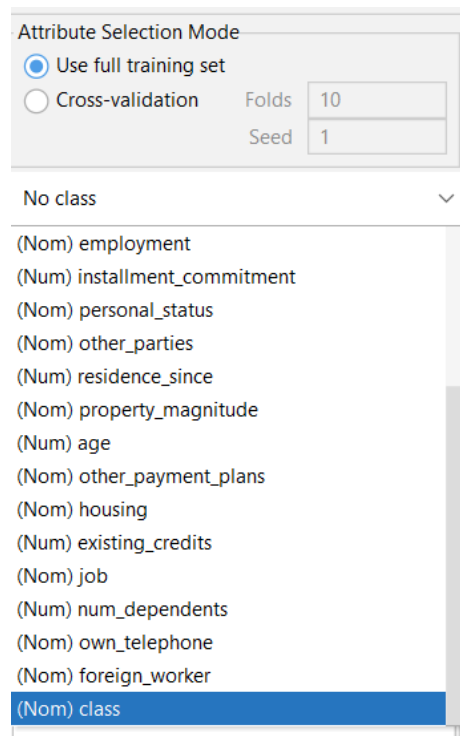 Attribute Selection Mode
Use full training set
Cross-validation Folds 10
Seed 1
No class
(Nom) employment
(Num) installment_commitment
(Nom) personal_status
(Nom) other_parties
(Num) residence_since
(Nom) property_magnitude
(Num) age
(Nom) other_payment_plans
(Nom) housing
(Num) existing_credits
(Nom) job
(Num) num_dependents
(Nom) own_telephone
(Nom) foreign_worker
(Nom) class